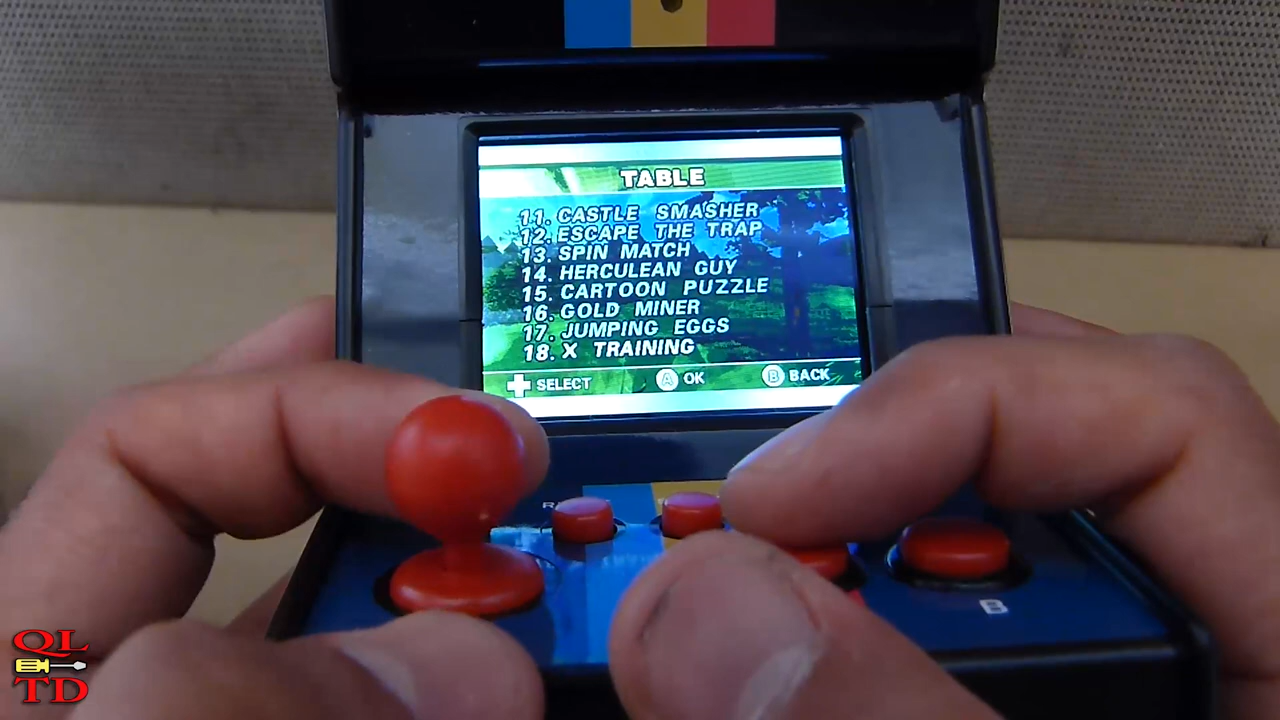 TABLE
11. CASTLE SMASHER
12. ESCAPE THE TRAP
13. SPIN MATCH
14. HERCULEAN GUY
15. CARTOON PUZZLE
16. GOLD MINER
17. JUMPING EGGS
18. X TRAINING
SELECT A OK B BACK
B
QL
TD